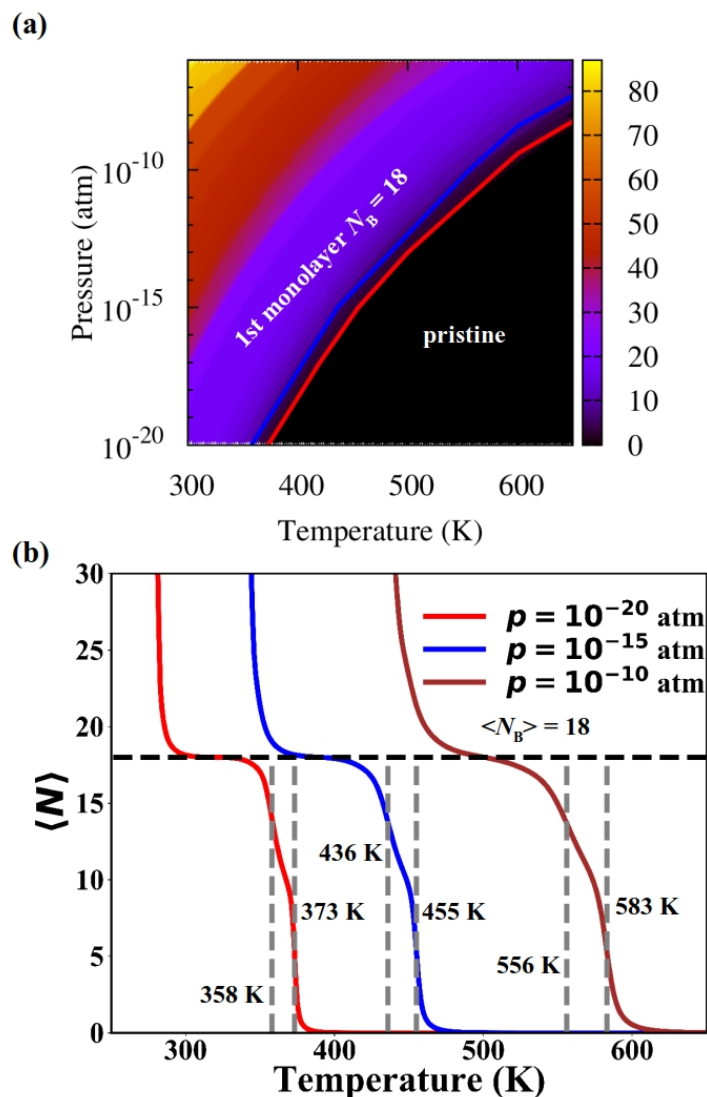 (a)
80
70
60
50
40
30
20
10
0
Pressure (atm)
10⁻¹⁰
10⁻¹⁵
10⁻²⁰
1st monolayer N_B = 18
pristine
300 400 500 600
Temperature (K)
(b)
30
25
20
15
10
5
0
⟨N⟩
p = 10⁻²⁰ atm
p = 10⁻¹⁵ atm
p = 10⁻¹⁰ atm
<N_B> = 18
436 K
373 K
455 K
583 K
358 K
556 K
300 400 500 600
Temperature (K)